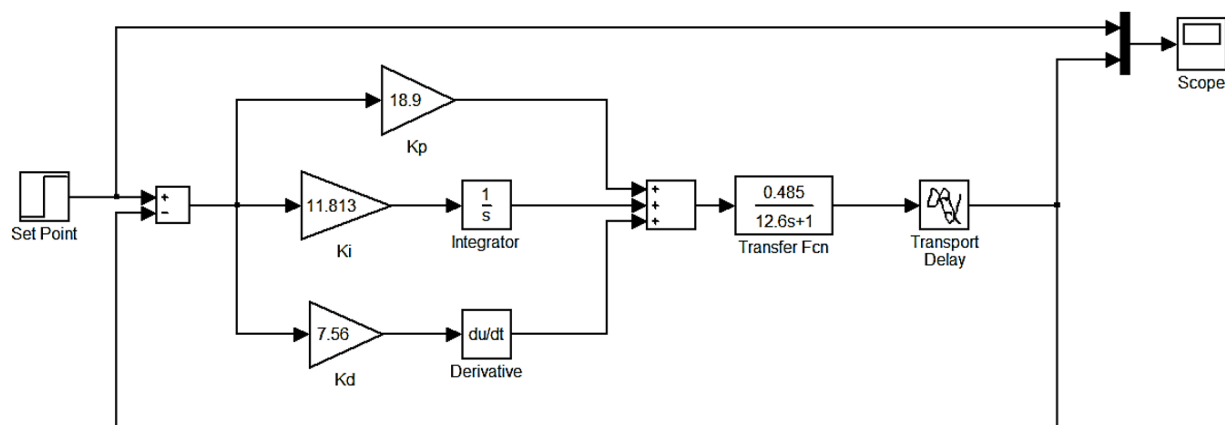 Scope
18.9
Kp
Set Point
+
−
11.813
Ki
1
s
Integrator
+
+
+
0.485
12.6s+1
Transfer Fcn
Transport
Delay
7.56
Kd
du/dt
Derivative